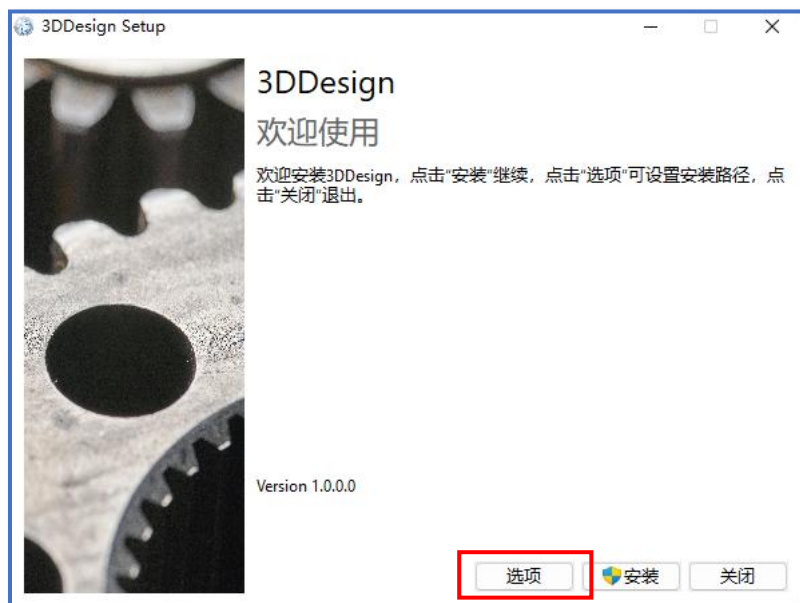 3DDesign Setup
3DDesign
欢迎使用
欢迎安装3DDesign，点击"安装"继续，点击"选项"可设置安装路径，点
击"关闭"退出。
Version 1.0.0.0
选项 安装 关闭